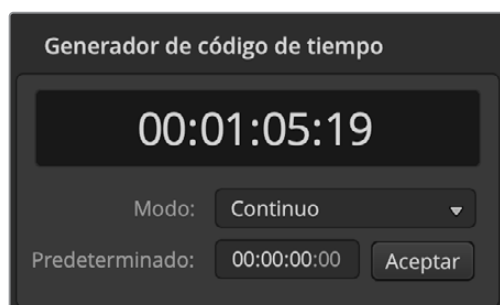 Generador de código de tiempo
00:01:05:19
Modo: Continuo
Predeterminado: 00:00:00:00 Aceptar